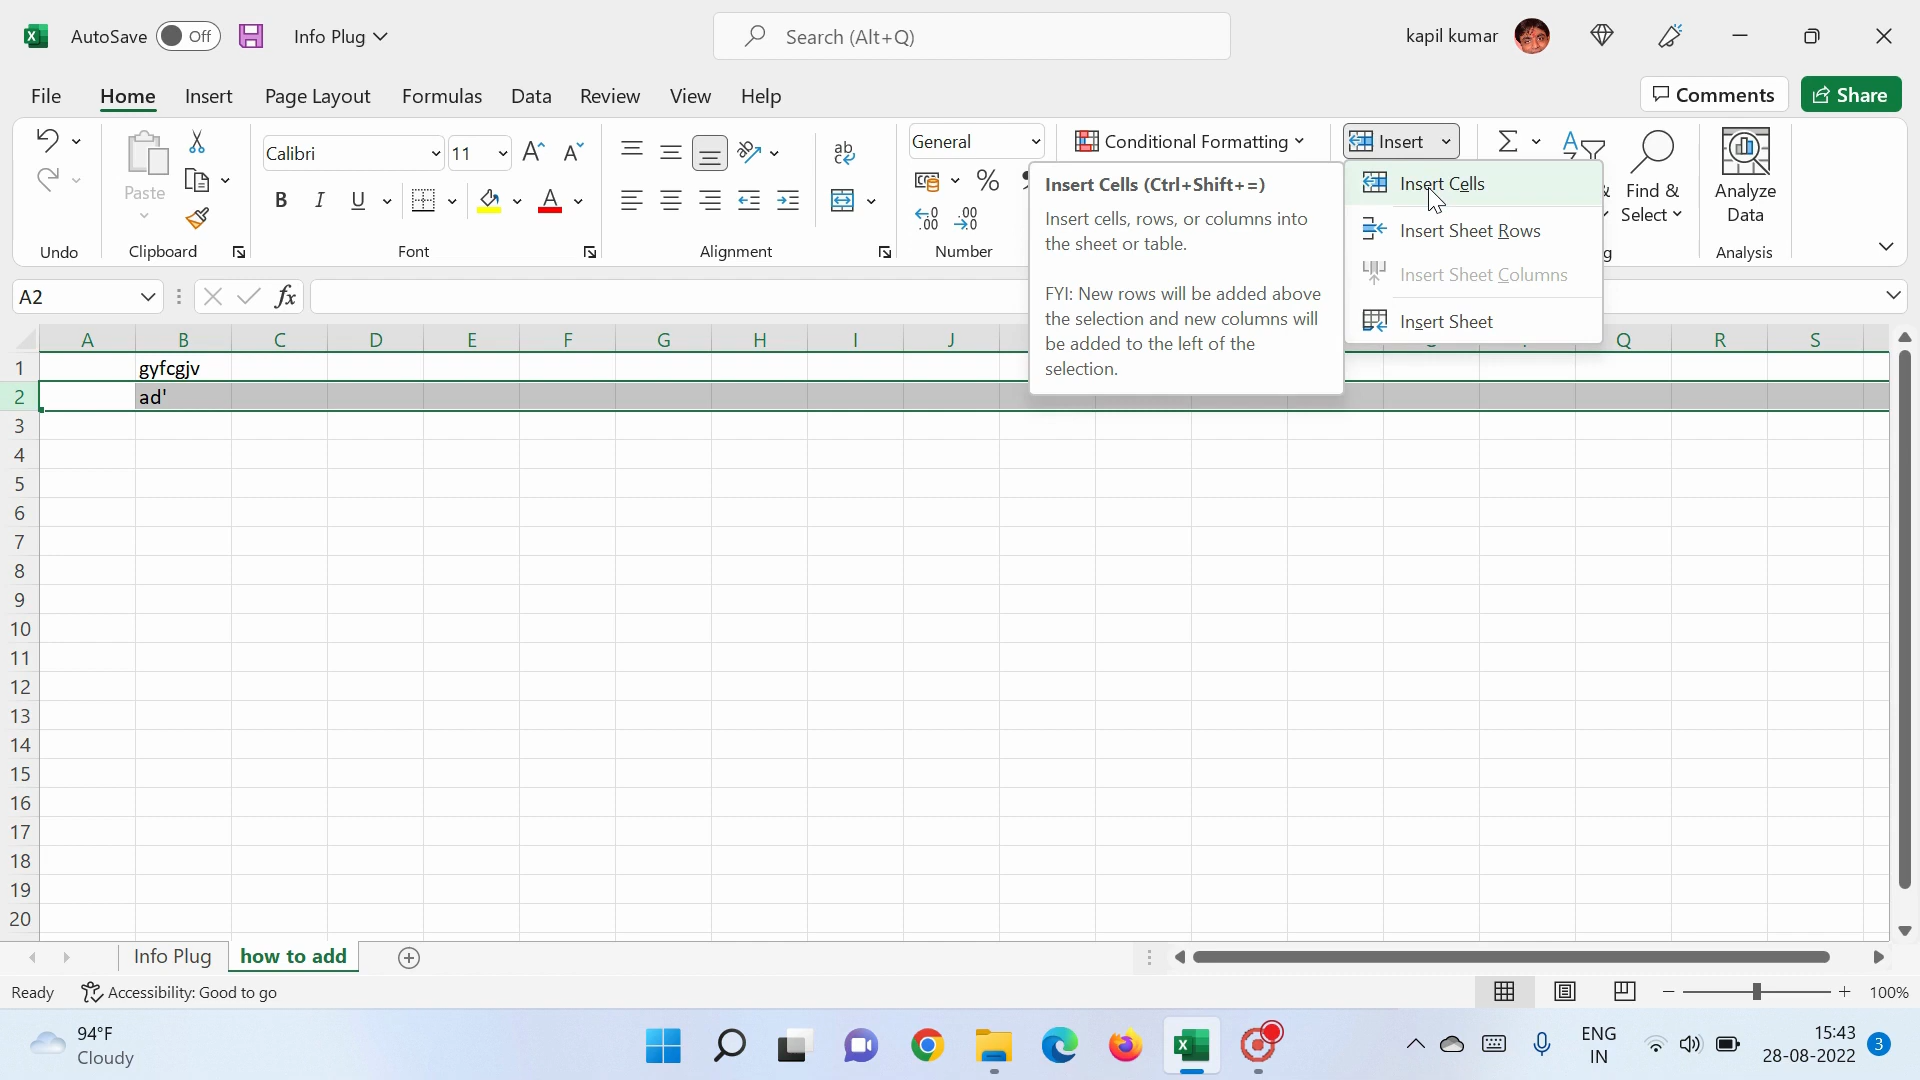 AutoSave Off Info Plug Search (Alt+Q) kapil kumar
File Home Insert Page Layout Formulas Data Review View Help Comments Share
Paste
Undo
Clipboard
Calibri 11
B I U
Font
ab
Alignment
General
%
Number
Conditional Formatting
Insert
Find &
Select
Analyze
Data
Analysis
Insert Cells (Ctrl+Shift+=)
Insert cells, rows, or columns into
the sheet or table.
FYI: New rows will be added above
the selection and new columns will
be added to the left of the
selection.
Insert Cells
Insert Sheet Rows
Insert Sheet Columns
Insert Sheet
A2 fx
A B C D E F G H I J Q R S
1 gyfcgjv
2 ad'
3
4
5
6
7
8
9
10
11
12
13
14
15
16
17
18
19
20
Info Plug how to add
Ready Accessibility: Good to go 100%
94°F
Cloudy
ENG
IN
15:43
28-08-2022
3